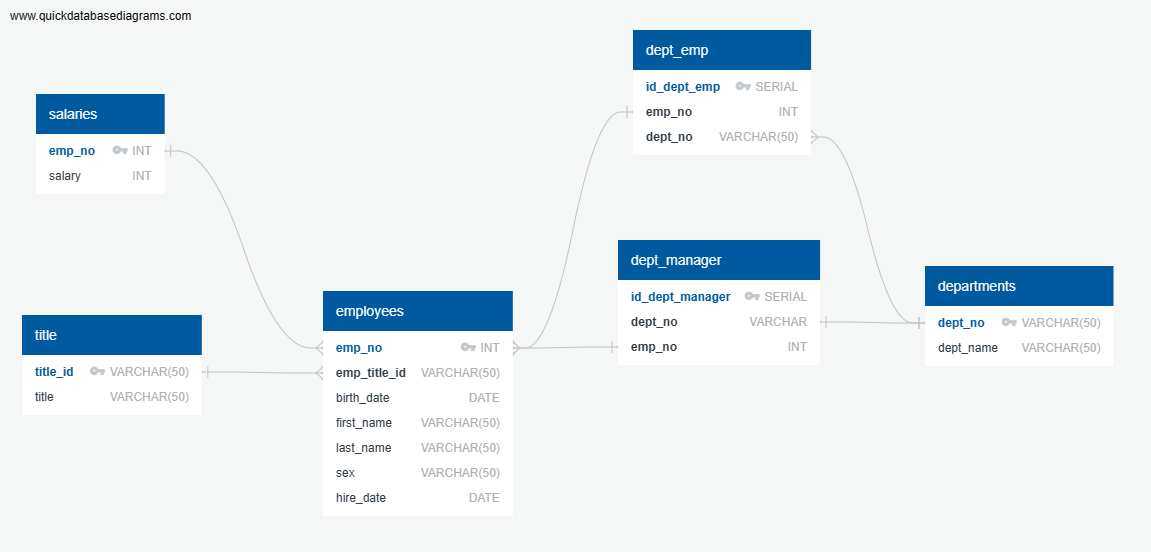 www.quickdatabasediagrams.com
salaries
emp_no INT
salary INT
title
title_id VARCHAR(50)
title VARCHAR(50)
employees
emp_no INT
emp_title_id VARCHAR(50)
birth_date DATE
first_name VARCHAR(50)
last_name VARCHAR(50)
sex VARCHAR(50)
hire_date DATE
dept_emp
id_dept_emp SERIAL
emp_no INT
dept_no VARCHAR(50)
dept_manager
id_dept_manager SERIAL
dept_no VARCHAR
emp_no INT
departments
dept_no VARCHAR(50)
dept_name VARCHAR(50)